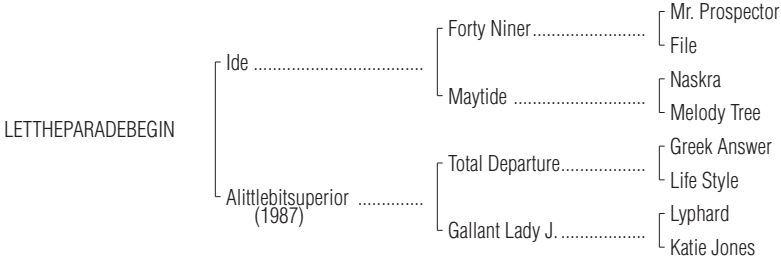 Mr. Prospector
Forty Niner
File
Ide
Naskra
Maytide
Melody Tree
LETTHEPARADEBEGIN
Greek Answer
Total Departure
Life Style
Alittlebitsuperior
(1987)
Lyphard
Gallant Lady J.
Katie Jones